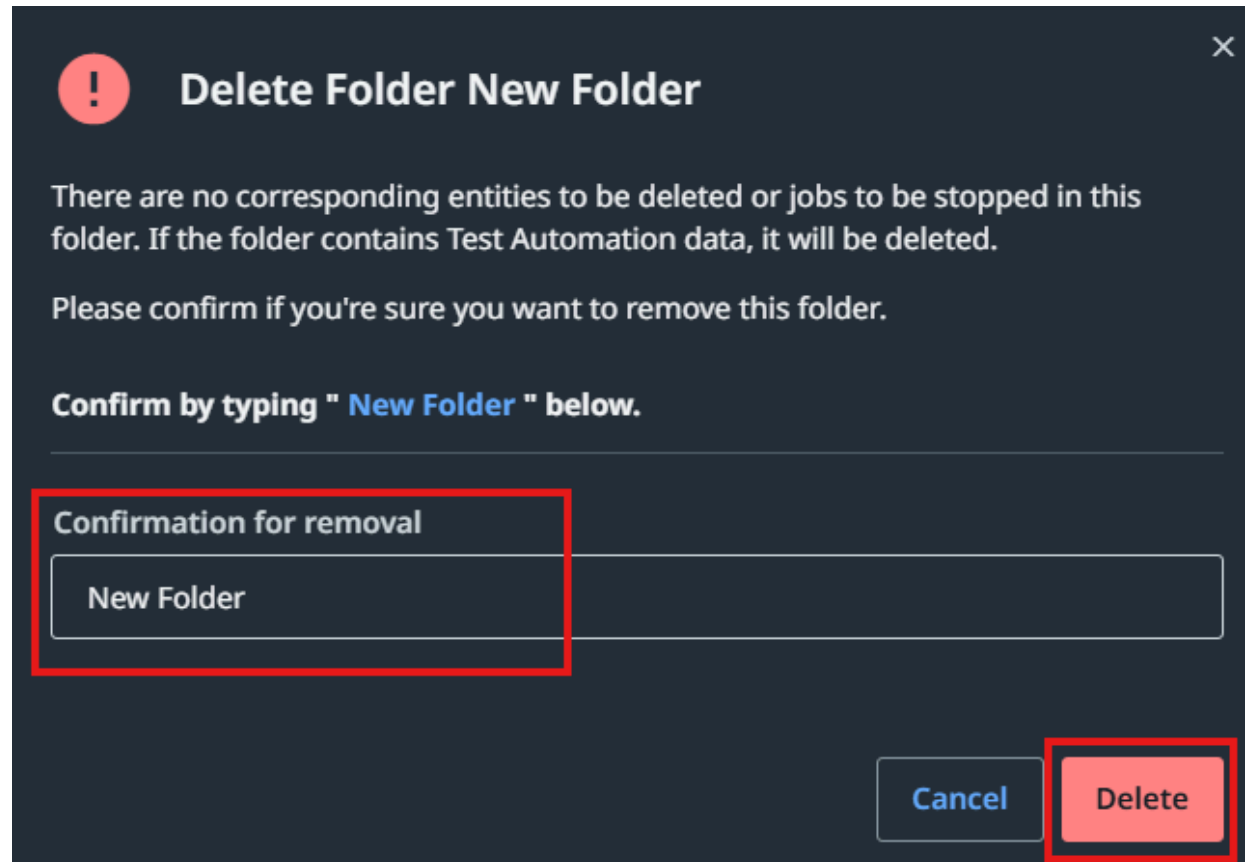 Delete Folder New Folder
There are no corresponding entities to be deleted or jobs to be stopped in this
folder. If the folder contains Test Automation data, it will be deleted.
Please confirm if you're sure you want to remove this folder.
Confirm by typing " New Folder " below.
Confirmation for removal
New Folder
Cancel
Delete